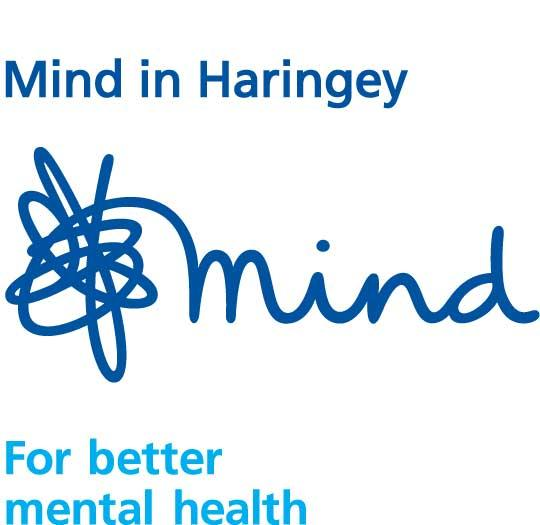 Mind in Haringey
mind
For better
mental health